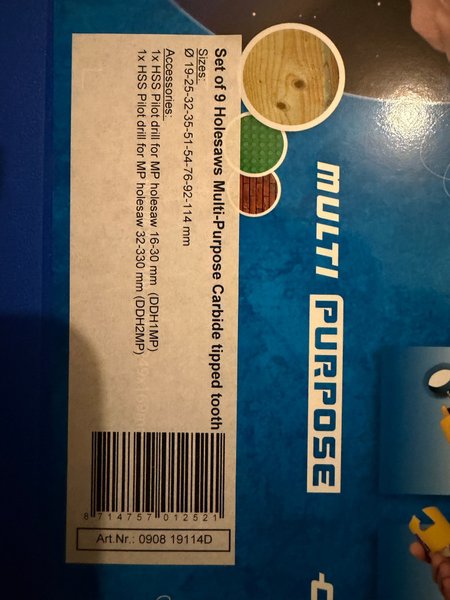 Set of 9 Holesaws Multi-Purpose Carbide tipped tooth
Sizes:
Ø 19-25-32-35-51-54-76-92-114 mm
Accessories:
1x HSS Pilot drill for MP holesaw 16-30 mm (DDH1MP)
1x HSS Pilot drill for MP holesaw 32-330 mm (DDH2MP)
8 714757 012521
Art.Nr.: 0908 19114D
MULTI PURPOSE